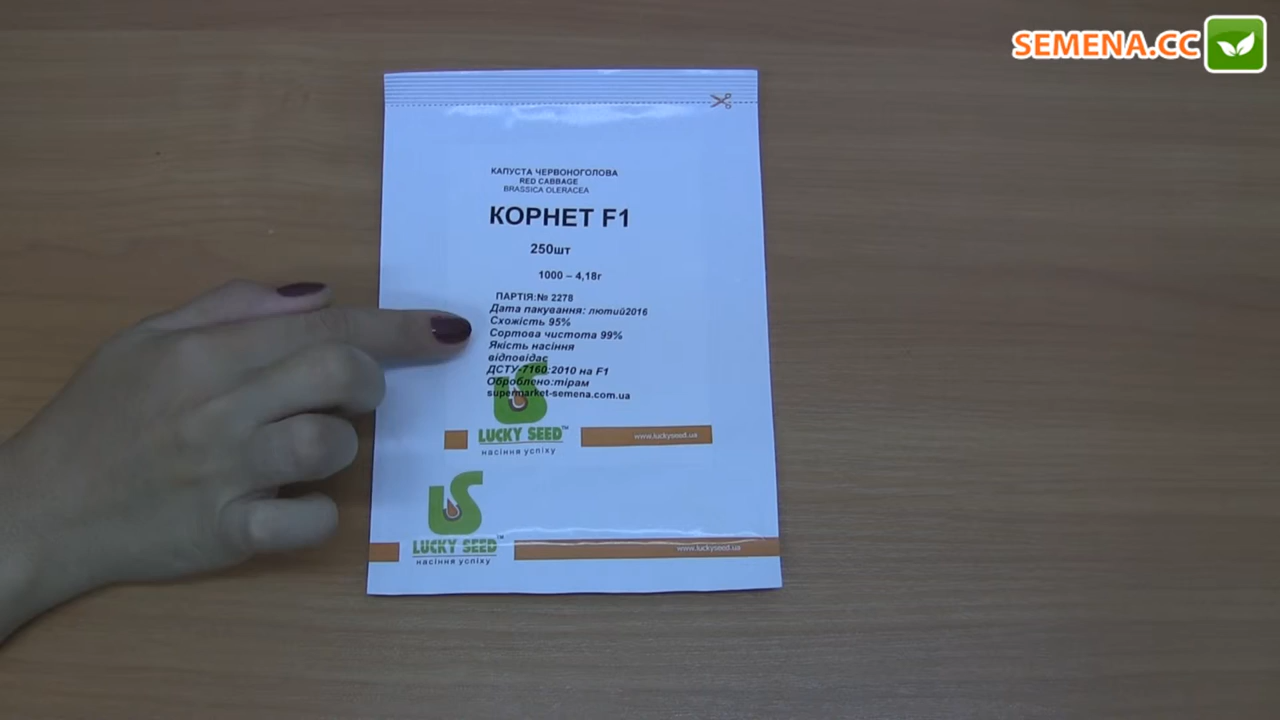 SEMENA.CC
КАПУСТА ЧЕРВОНОГОЛОВА
RED CABBAGE
BRASSICA OLERACEA
КОРНЕТ F1
250шт
1000 – 4,18г
ПАРТІЯ:№ 2278
Дата пакування: лютий2016
Схожість 95%
Сортова чистота 99%
Якість насіння
відповідає
ДСТУ-7160:2010 на F1
Оброблено:тірам
supermarket-semena.com.ua
LUCKY SEED™
насіння успіху
www.luckyseed.ua
LUCKY SEED™
насіння успіху
www.luckyseed.ua